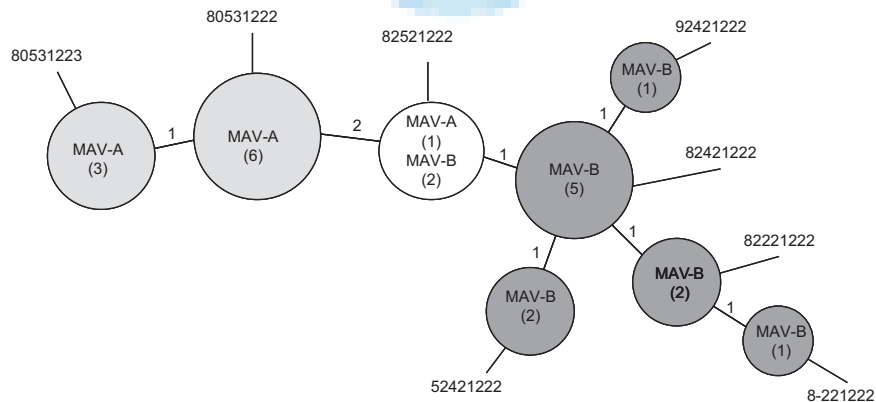 80531222
92421222
82521222
80531223
MAV-B
(1)
1
MAV-A
(1)
MAV-B
(2)
2
1
MAV-A
(6)
1
MAV-A
(3)
82421222
MAV-B
(5)
1
1
82221222
MAV-B
(2)
MAV-B
(2)
1
MAV-B
(1)
52421222
8-221222